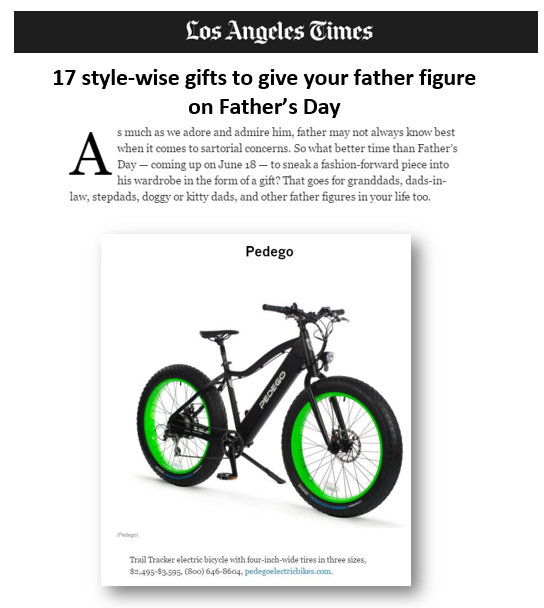 Los Angeles Times
17 style-wise gifts to give your father figure
on Father's Day
As much as we adore and admire him, father may not always know best
when it comes to sartorial concerns. So what better time than Father's
Day — coming up on June 18 — to sneak a fashion-forward piece into
his wardrobe in the form of a gift? That goes for granddads, dads-in-
law, stepdads, doggy or kitty dads, and other father figures in your life too.
Pedego
PEDEGO
(Pedego)
Trail Tracker electric bicycle with four-inch-wide tires in three sizes,
$2,495-$3,595, (800) 646-8604, pedegoelectricbikes.com.